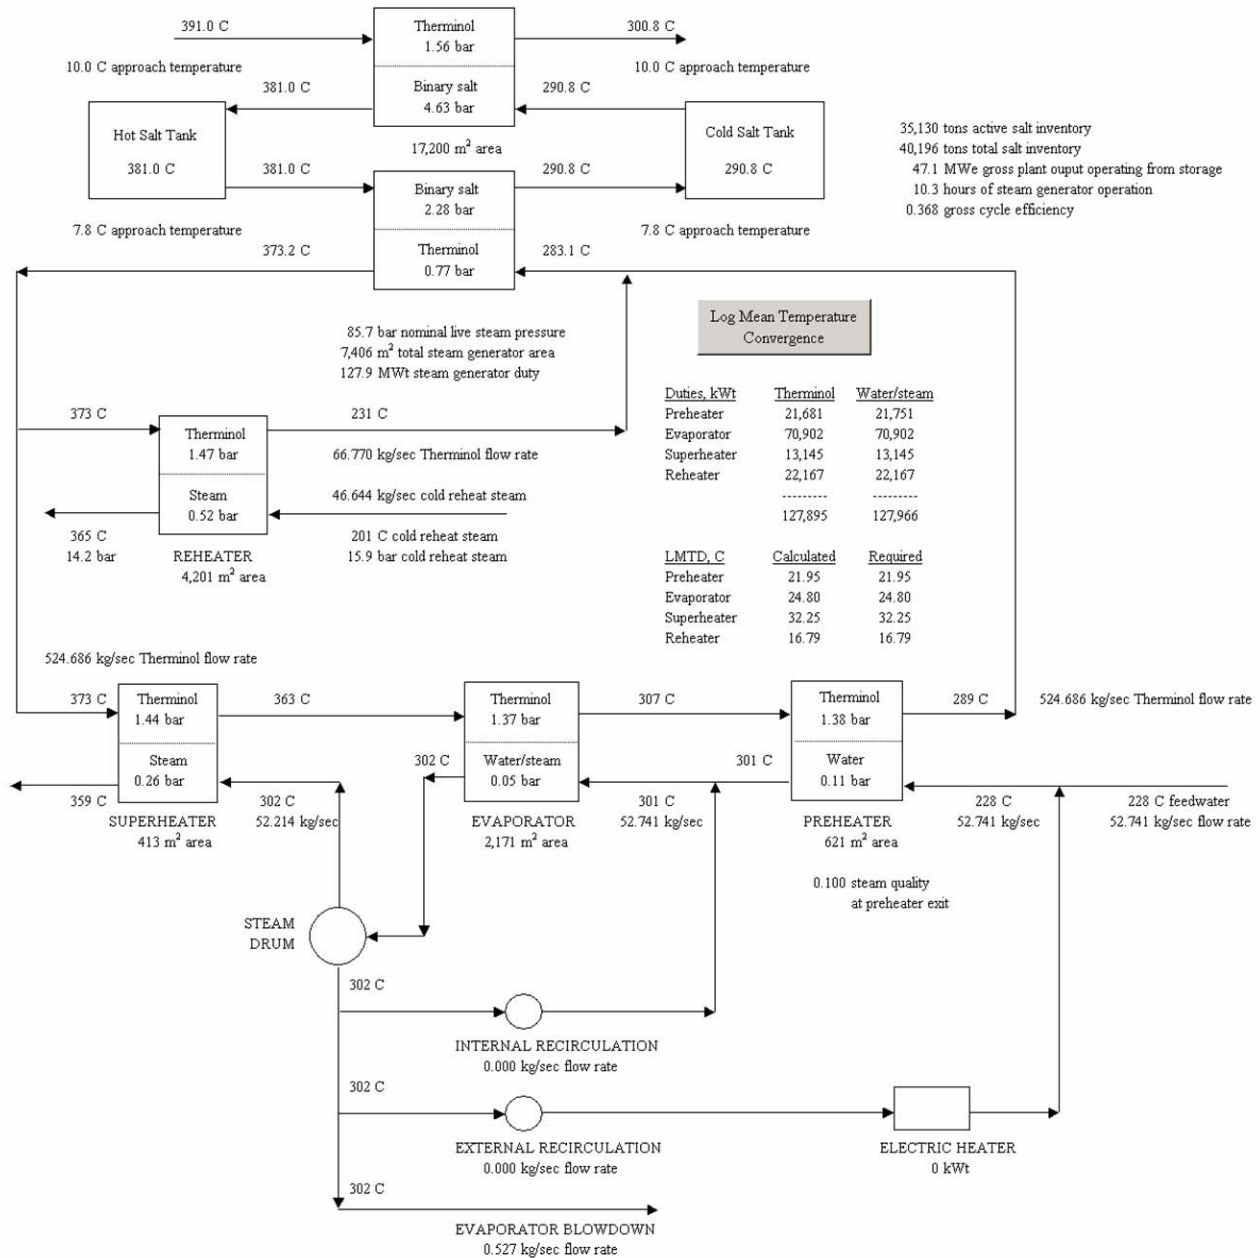 391.0 C
Therminol
1.56 bar
300.8 C
10.0 C approach temperature
10.0 C approach temperature
381.0 C
Binary salt
4.63 bar
290.8 C
Hot Salt Tank
381.0 C
Cold Salt Tank
290.8 C
17,200 m² area
35,130 tons active salt inventory
40,196 tons total salt inventory
47.1 MWe gross plant ouput operating from storage
10.3 hours of steam generator operation
0.368 gross cycle efficiency
381.0 C
Binary salt
2.28 bar
290.8 C
7.8 C approach temperature
7.8 C approach temperature
373.2 C
Therminol
0.77 bar
283.1 C
85.7 bar nominal live steam pressure
7,406 m² total steam generator area
127.9 MWt steam generator duty
Log Mean Temperature
Convergence
Duties, kWt Therminol Water/steam
Preheater 21,681 21,751
Evaporator 70,902 70,902
Superheater 13,145 13,145
Reheater 22,167 22,167
--------- ---------
127,895 127,966
LMTD, C Calculated Required
Preheater 21.95 21.95
Evaporator 24.80 24.80
Superheater 32.25 32.25
Reheater 16.79 16.79
373 C
Therminol
1.47 bar
231 C
66.770 kg/sec Therminol flow rate
Steam
0.52 bar
46.644 kg/sec cold reheat steam
365 C
14.2 bar
REHEATER
4,201 m² area
201 C cold reheat steam
15.9 bar cold reheat steam
524.686 kg/sec Therminol flow rate
373 C
Therminol
1.44 bar
363 C
Therminol
1.37 bar
307 C
Therminol
1.38 bar
289 C
524.686 kg/sec Therminol flow rate
Steam
0.26 bar
302 C
Water/steam
0.05 bar
301 C
Water
0.11 bar
359 C
SUPERHEATER
413 m² area
302 C
52.214 kg/sec
EVAPORATOR
2,171 m² area
301 C
52.741 kg/sec
PREHEATER
621 m² area
228 C
52.741 kg/sec
228 C feedwater
52.741 kg/sec flow rate
0.100 steam quality
at preheater exit
STEAM
DRUM
302 C
INTERNAL RECIRCULATION
0.000 kg/sec flow rate
302 C
EXTERNAL RECIRCULATION
0.000 kg/sec flow rate
ELECTRIC HEATER
0 kWt
302 C
EVAPORATOR BLOWDOWN
0.527 kg/sec flow rate